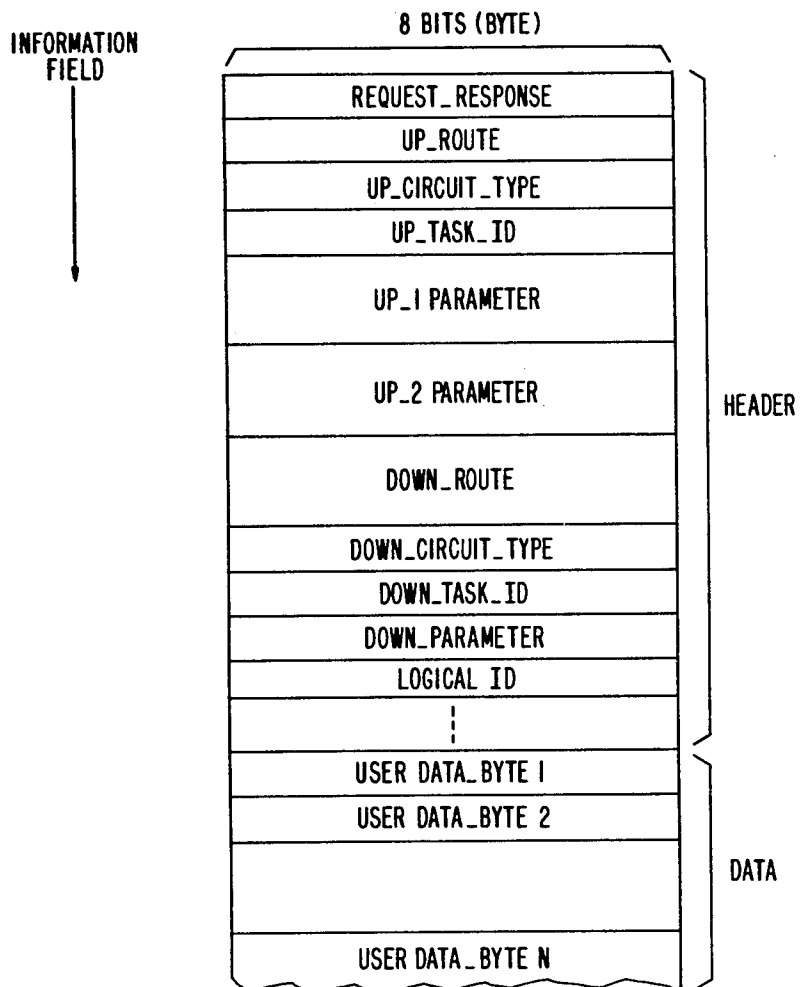 8 BITS (BYTE)
INFORMATION
FIELD
REQUEST_RESPONSE
UP_ROUTE
UP_CIRCUIT_TYPE
UP_TASK_ID
UP_1 PARAMETER
UP_2 PARAMETER
HEADER
DOWN_ROUTE
DOWN_CIRCUIT_TYPE
DOWN_TASK_ID
DOWN_PARAMETER
LOGICAL ID
USER DATA_BYTE 1
USER DATA_BYTE 2
DATA
USER DATA_BYTE N